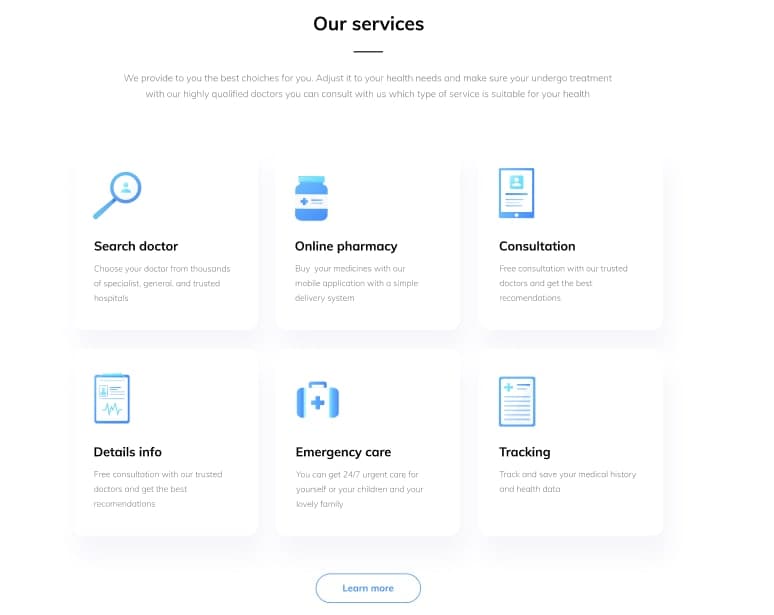 Our services
We provide to you the best choiches for you. Adjust it to your health needs and make sure your undergo treatment
with our highly qualified doctors you can consult with us which type of service is suitable for your health
Search doctor
Choose your doctor from thousands
of specialist, general, and trusted
hospitals
Online pharmacy
Buy your medicines with our
mobile application with a simple
delivery system
Consultation
Free consultation with our trusted
doctors and get the best
recomendations
Details info
Free consultation with our trusted
doctors and get the best
recomendations
Emergency care
You can get 24/7 urgent care for
yourself or your children and your
lovely family
Tracking
Track and save your medical history
and health data
Learn more